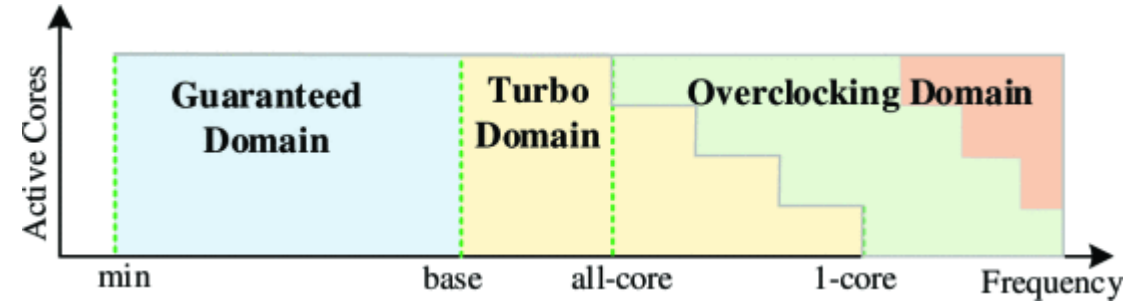 Active Cores
Guaranteed
Domain
Turbo
Domain
Overclocking Domain
min
base
all-core
1-core
Frequency